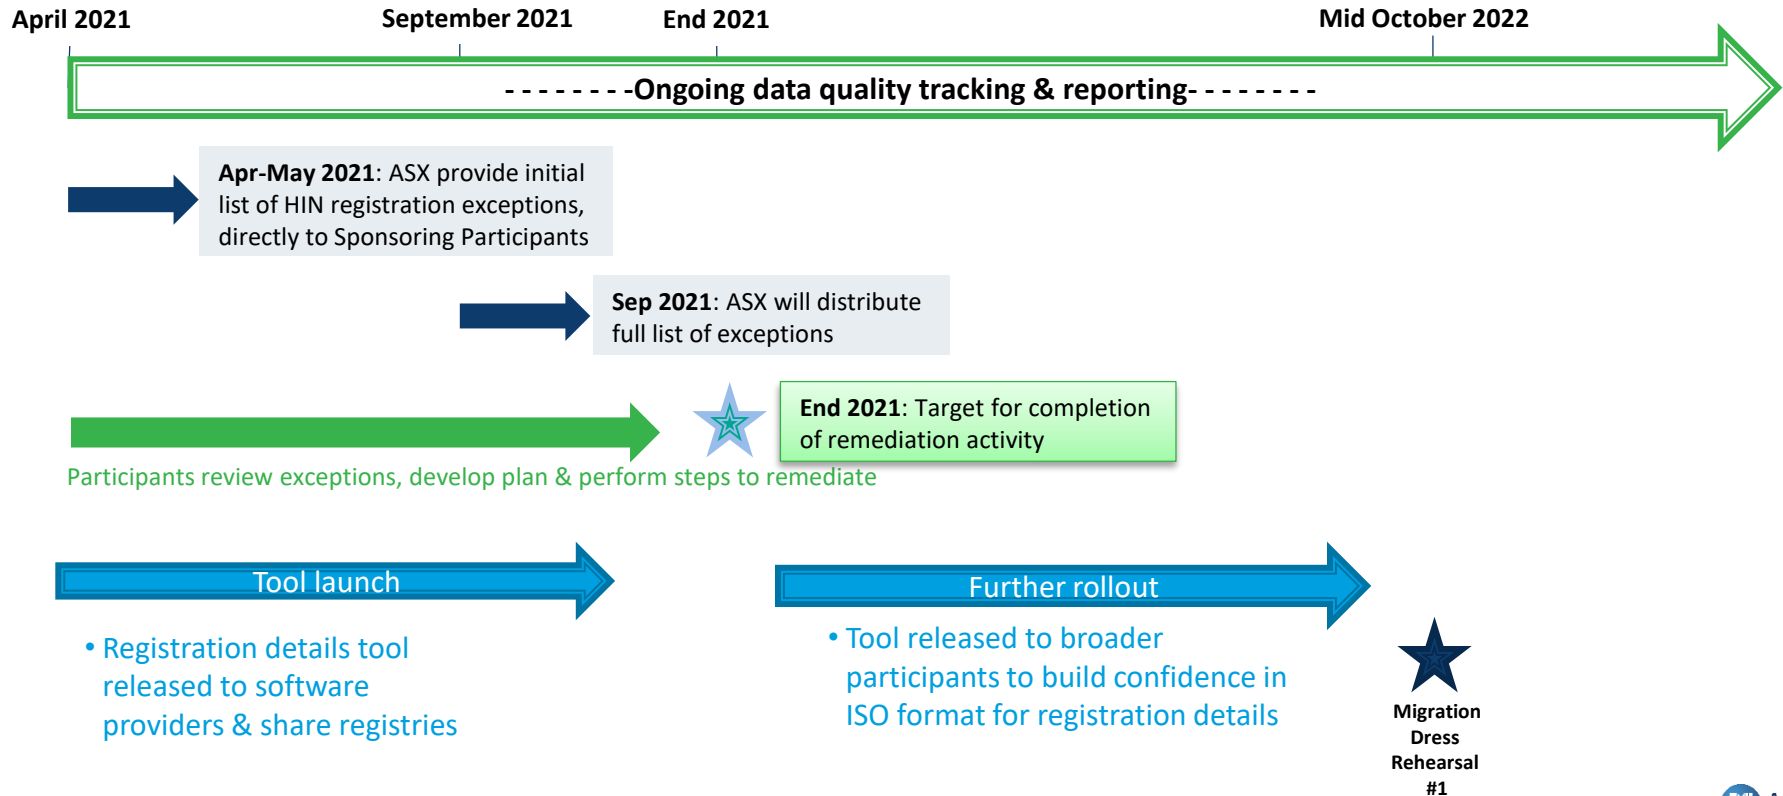 April 2021
September 2021
End 2021
Mid October 2022
- - - - - - - -Ongoing data quality tracking & reporting- - - - - - - -
Apr-May 2021: ASX provide initial
list of HIN registration exceptions,
directly to Sponsoring Participants
Sep 2021: ASX will distribute
full list of exceptions
End 2021: Target for completion
of remediation activity
Participants review exceptions, develop plan & perform steps to remediate
Tool launch
Further rollout
• Registration details tool
released to software
providers & share registries
• Tool released to broader
participants to build confidence in
ISO format for registration details
Migration
Dress
Rehearsal
#1